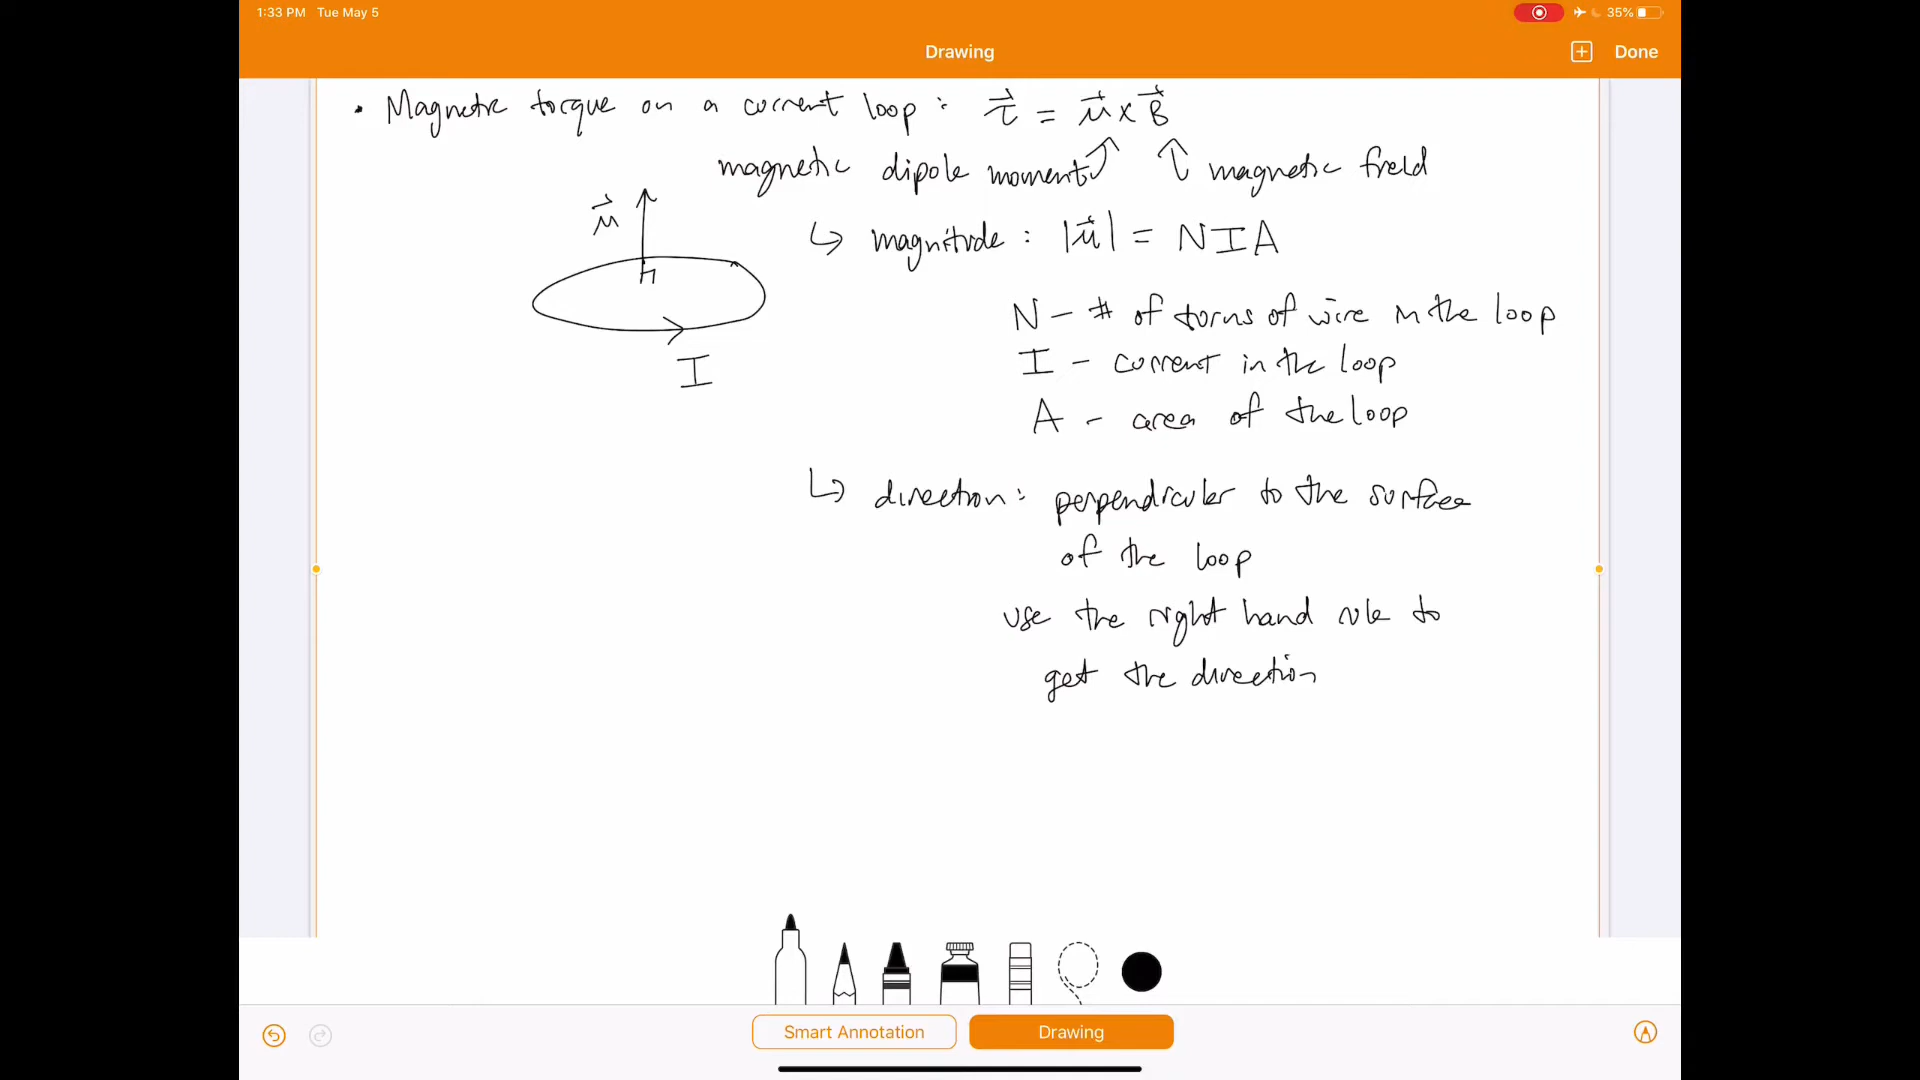 1:33 PM Tue May 5
35%
Drawing
Done
• Magnetic torque on a current loop : τ⃗ = μ⃗ × B⃗
magnetic dipole moment magnetic field
μ⃗
↳ magnitude : |μ⃗| = NIA
N – # of turns of wire in the loop
I
I – current in the loop
A – area of the loop
↳ direction : perpendicular to the surface
of the loop
use the right hand rule to
get the direction
Smart Annotation
Drawing